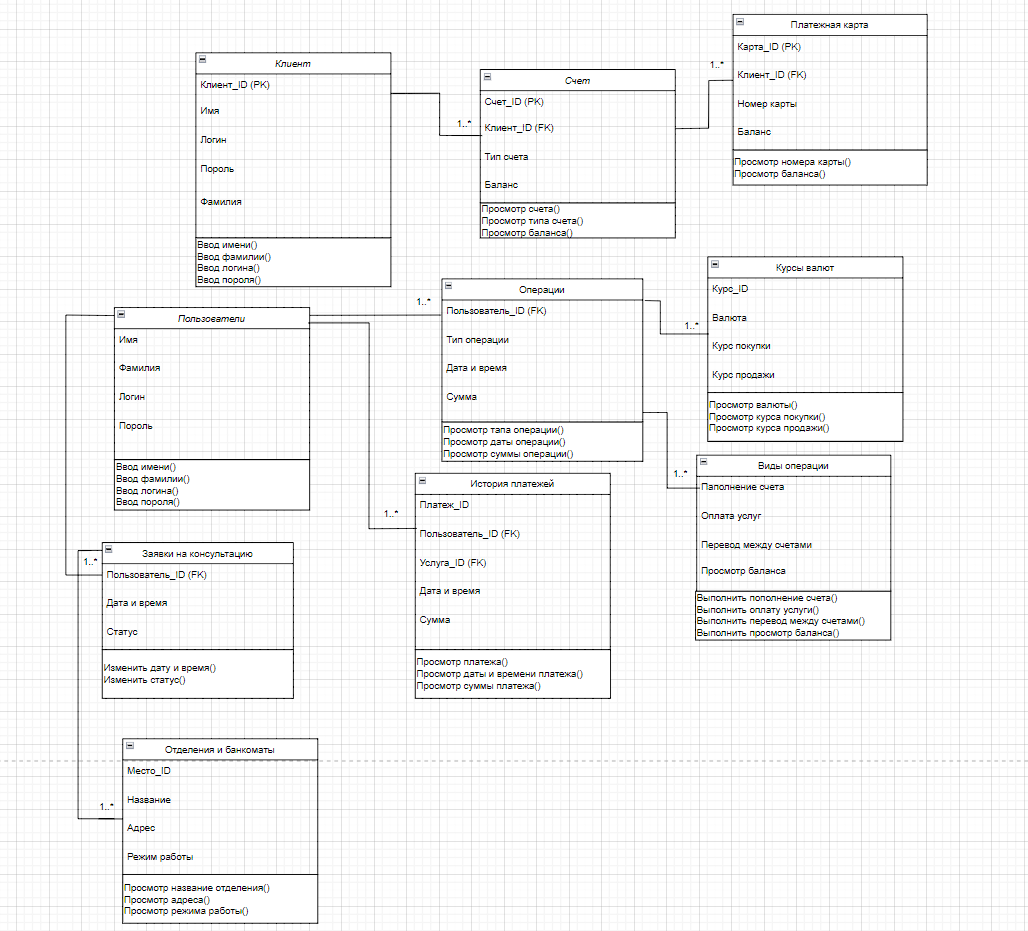 Платежная карта
Карта_ID (PK)
1..*
Клиент_ID (FK)
Номер карты
Баланс
Просмотр номера карты()
Просмотр баланса()
Клиент
Клиент_ID (PK)
Имя
Логин
Пороль
Фамилия
Ввод имени()
Ввод фамилии()
Ввод логина()
Ввод пороля()
Счет
Счет_ID (PK)
1..*
Клиент_ID (FK)
Тип счета
Баланс
Просмотр счета()
Просмотр типа счета()
Просмотр баланса()
Курсы валют
Курс_ID
Валюта
1..*
Курс покупки
Курс продажи
Просмотр валюты()
Просмотр курса покупки()
Просмотр курса продажи()
Операции
1..*
Пользователь_ID (FK)
Тип операции
Дата и время
Сумма
Просмотр тапа операции()
Просмотр даты операции()
Просмотр суммы операции()
Пользователи
Имя
Фамилия
Логин
Пороль
Ввод имени()
Ввод фамилии()
Ввод логина()
Ввод пороля()
Виды операции
1..*
Паполнение счета
Оплата услуг
Перевод между счетами
Просмотр баланса
Выполнить пополнение счета()
Выполнить оплату услуги()
Выполнить перевод между счетами()
Выполнить просмотр баланса()
История платежей
Платеж_ID
1..*
Пользователь_ID (FK)
Услуга_ID (FK)
Дата и время
Сумма
Просмотр платежа()
Просмотр даты и времени платежа()
Просмотр суммы платежа()
Заявки на консультацию
1..*
Пользователь_ID (FK)
Дата и время
Статус
Изменить дату и время()
Изменить статус()
Отделения и банкоматы
Место_ID
Название
1..*
Адрес
Режим работы
Просмотр название отделения()
Просмотр адреса()
Просмотр режима работы()